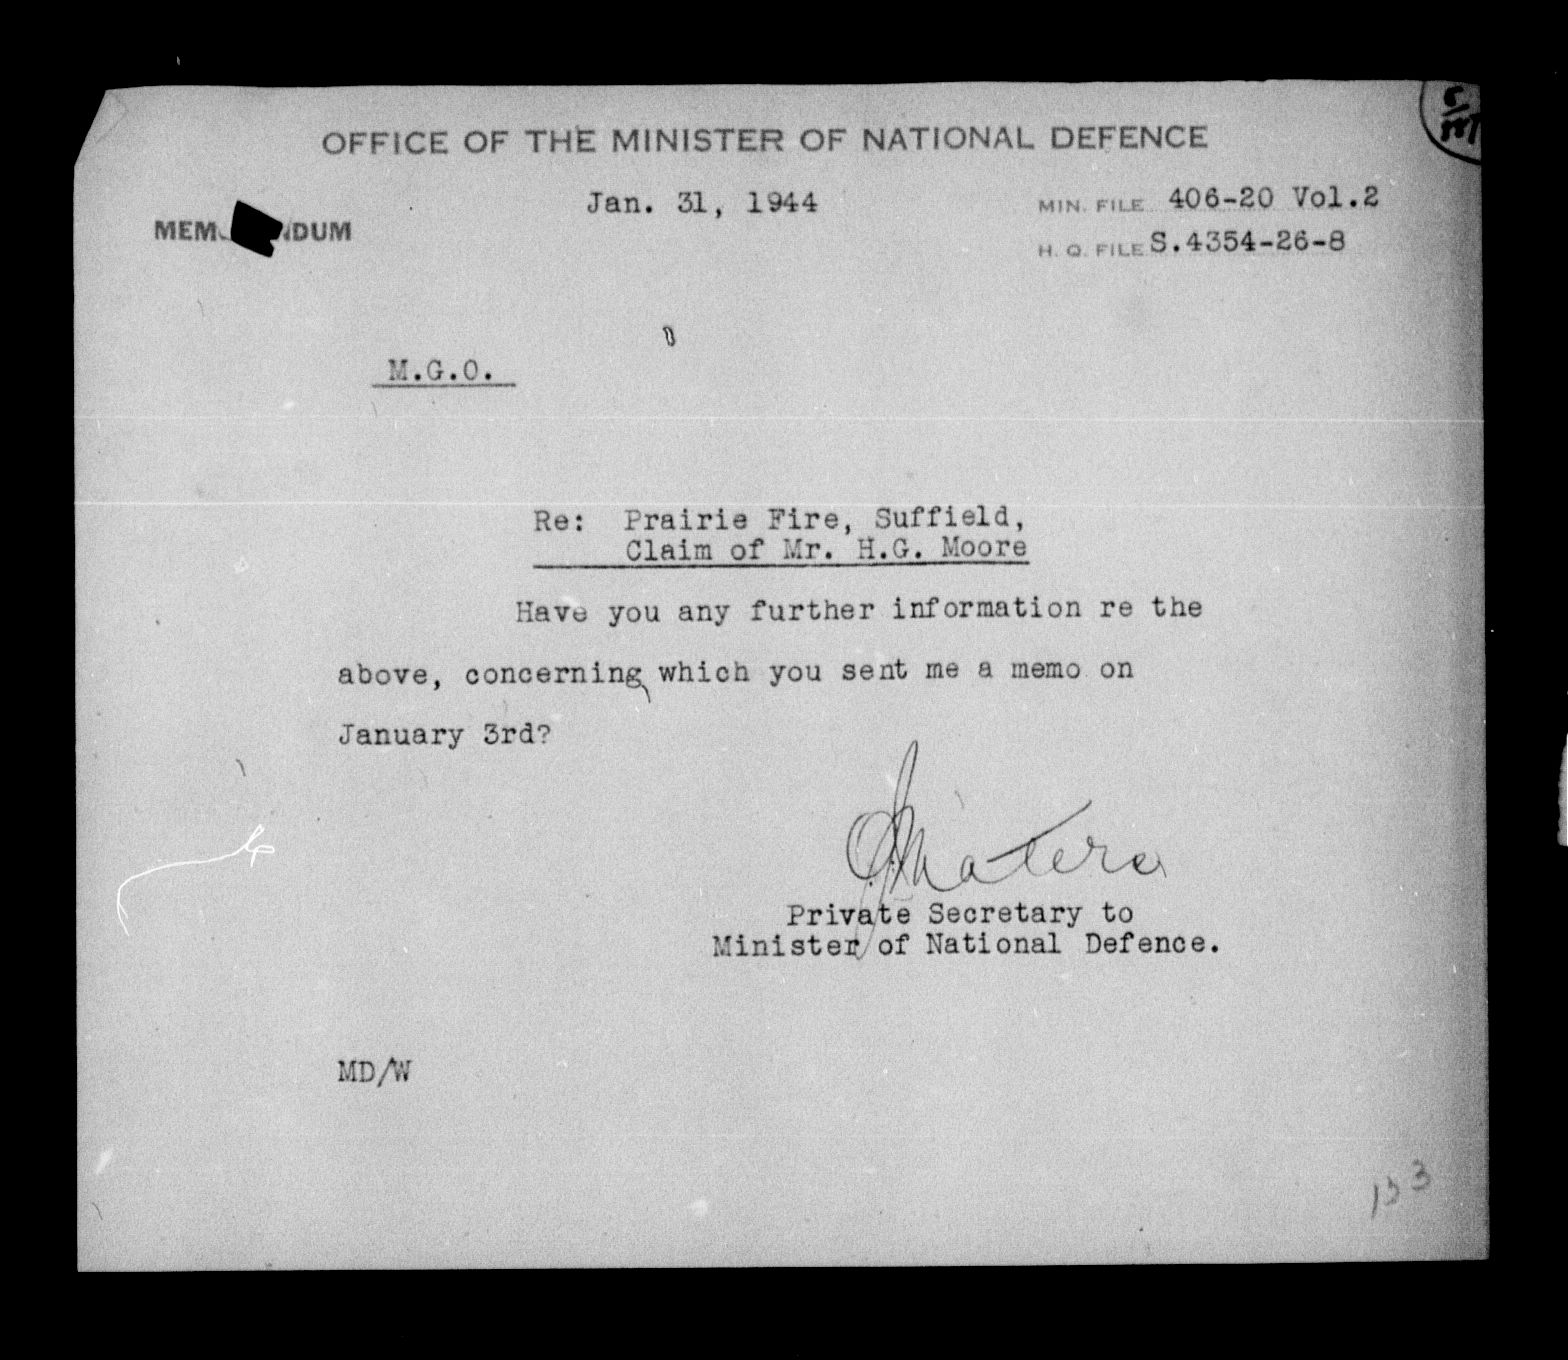 OFFICE OF THE MINISTER OF NATIONAL DEFENCE
Jan. 31, 1944
MIN. FILE 406-20 Vol.2
H. Q. FILE S.4354-26-8
M.G.O.
Re: Prairie Fire, Suffield,
Claim of Mr. H.G. Moore
Have you any further information re the
above, concerning which you sent me a memo on
January 3rd?
Private Secretary to
Minister of National Defence.
MD/W
133